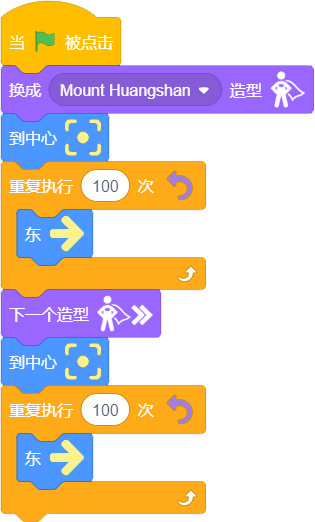 当 被点击
换成 Mount Huangshan 造型
到中心
重复执行 100 次
东
下一个造型
到中心
重复执行 100 次
东